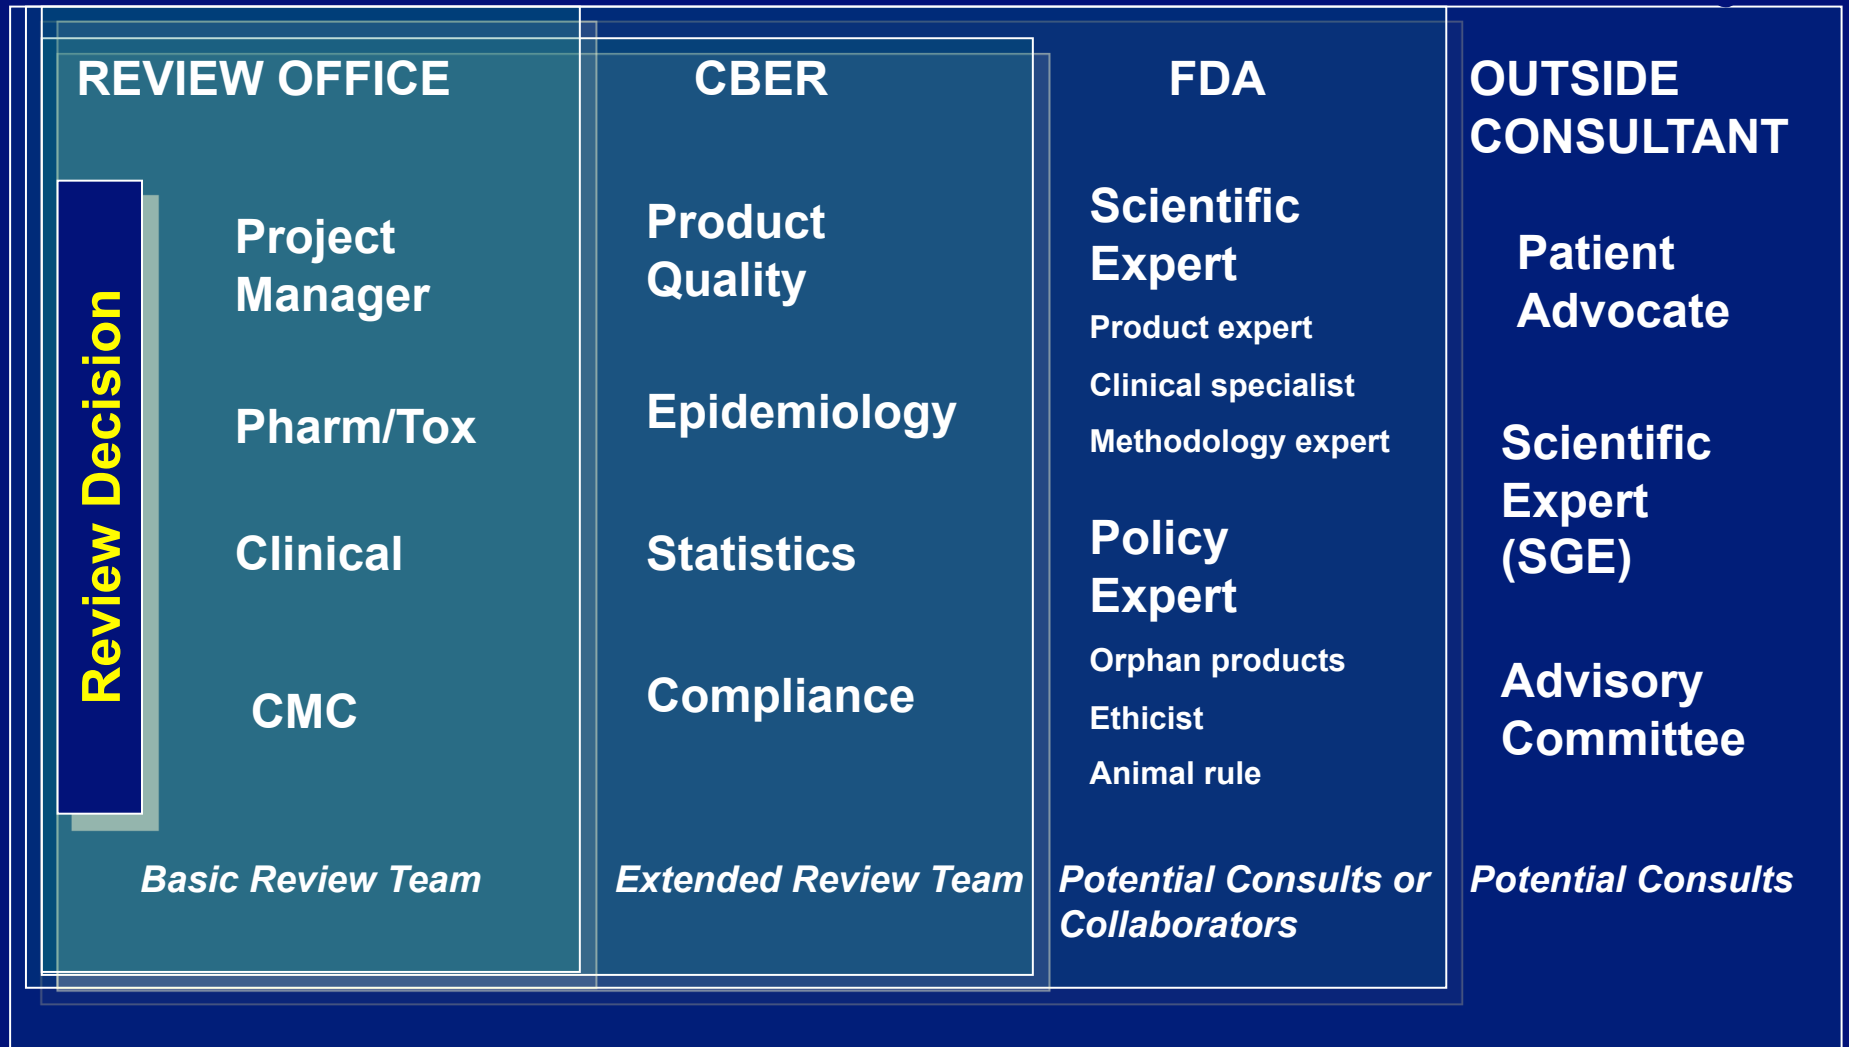 REVIEW OFFICE
Review Decision
Project
Manager
Pharm/Tox
Clinical
CMC
Basic Review Team
CBER
Product
Quality
Epidemiology
Statistics
Compliance
Extended Review Team
FDA
Scientific
Expert
Product expert
Clinical specialist
Methodology expert
Policy
Expert
Orphan products
Ethicist
Animal rule
Potential Consults or
Collaborators
OUTSIDE
CONSULTANT
Patient
Advocate
Scientific
Expert
(SGE)
Advisory
Committee
Potential Consults